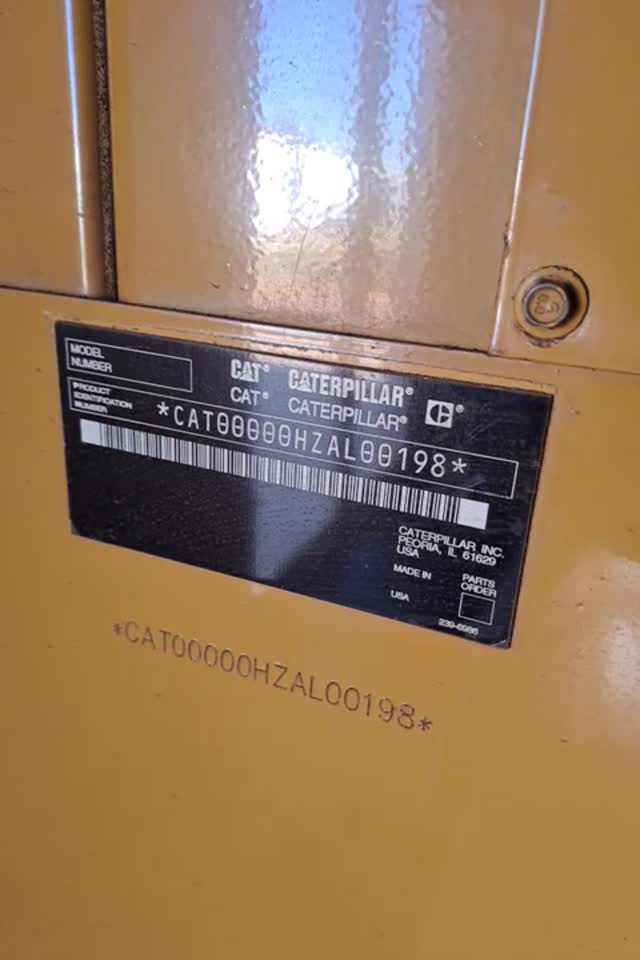 MODEL
NUMBER
CAT® CATERPILLAR®
CAT® CATERPILLAR® C®
PRODUCT
IDENTIFICATION
NUMBER
*CAT00000HZAL00198*
CATERPILLAR INC.
PEORIA, IL 61629
USA
MADE IN
USA
PARTS
ORDER
239-6986
*CAT00000HZAL00198*